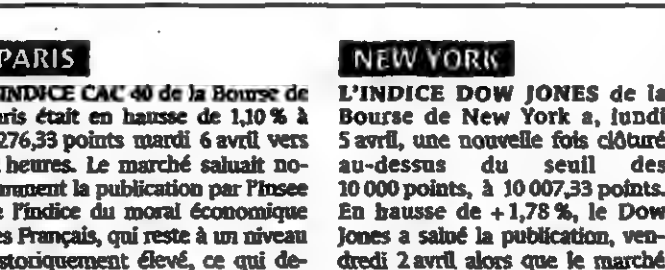 PARIS
INDICE CAC 40 de la Bourse de
ris était en hausse de 1,10 % à
276,33 points mardi 6 avril vers
heures. Le marché saluait no-
mment la publication par l'Insee
l'indice du moral économique
es Français, qui reste à un niveau
storiquement élevé, ce qui de-
NEW YORK
L'INDICE DOW JONES de la
Bourse de New York a, lundi
5 avril, une nouvelle fois clôturé
au-dessus du seuil des
10 000 points, à 10 007,33 points.
En hausse de + 1,78 %, le Dow
Jones a salué la publication, ven-
dredi 2 avril alors que le marché